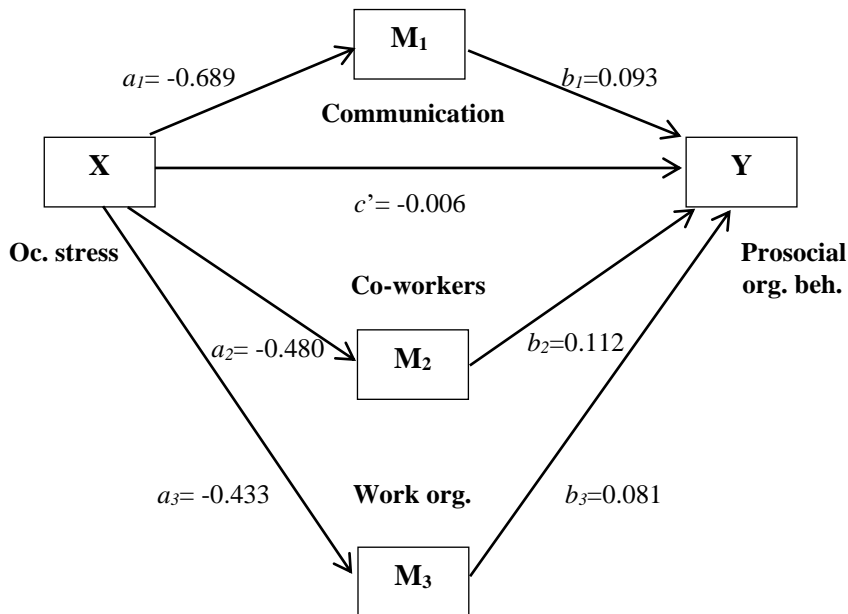 M₁
a₁= -0.689
b₁=0.093
Communication
X
Y
c’= -0.006
Oc. stress
Prosocial
org. beh.
Co-workers
a₂= -0.480
M₂
b₂=0.112
a₃= -0.433
Work org.
b₃=0.081
M₃